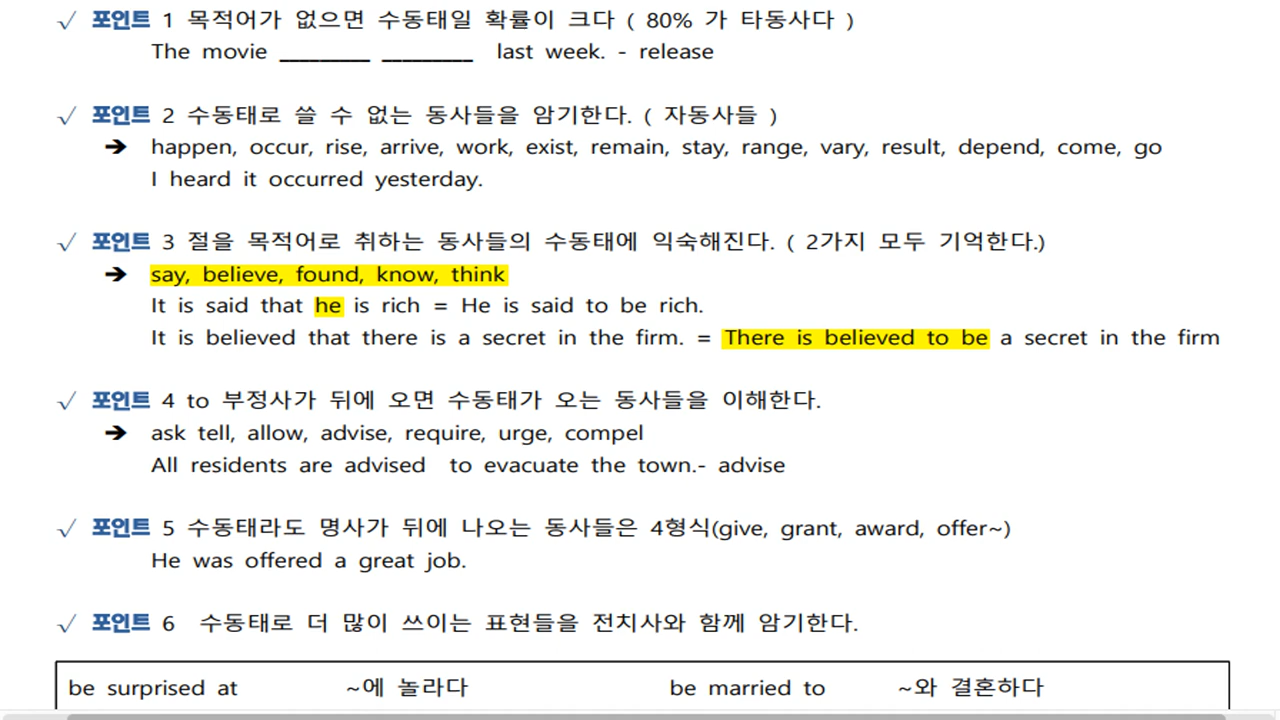 √ 포인트 1 목적어가 없으면 수동태일 확률이 크다 ( 80% 가 타동사다 )
The movie _________ _________ last week. - release
√ 포인트 2 수동태로 쓸 수 없는 동사들을 암기한다. ( 자동사들 )
➔ happen, occur, rise, arrive, work, exist, remain, stay, range, vary, result, depend, come, go
I heard it occurred yesterday.
√ 포인트 3 절을 목적어로 취하는 동사들의 수동태에 익숙해진다. ( 2가지 모두 기억한다.)
➔ say, believe, found, know, think
It is said that he is rich = He is said to be rich.
It is believed that there is a secret in the firm. = There is believed to be a secret in the firm
√ 포인트 4 to 부정사가 뒤에 오면 수동태가 오는 동사들을 이해한다.
➔ ask tell, allow, advise, require, urge, compel
All residents are advised to evacuate the town.- advise
√ 포인트 5 수동태라도 명사가 뒤에 나오는 동사들은 4형식(give, grant, award, offer~)
He was offered a great job.
√ 포인트 6 수동태로 더 많이 쓰이는 표현들을 전치사와 함께 암기한다.
be surprised at ~에 놀라다 be married to ~와 결혼하다